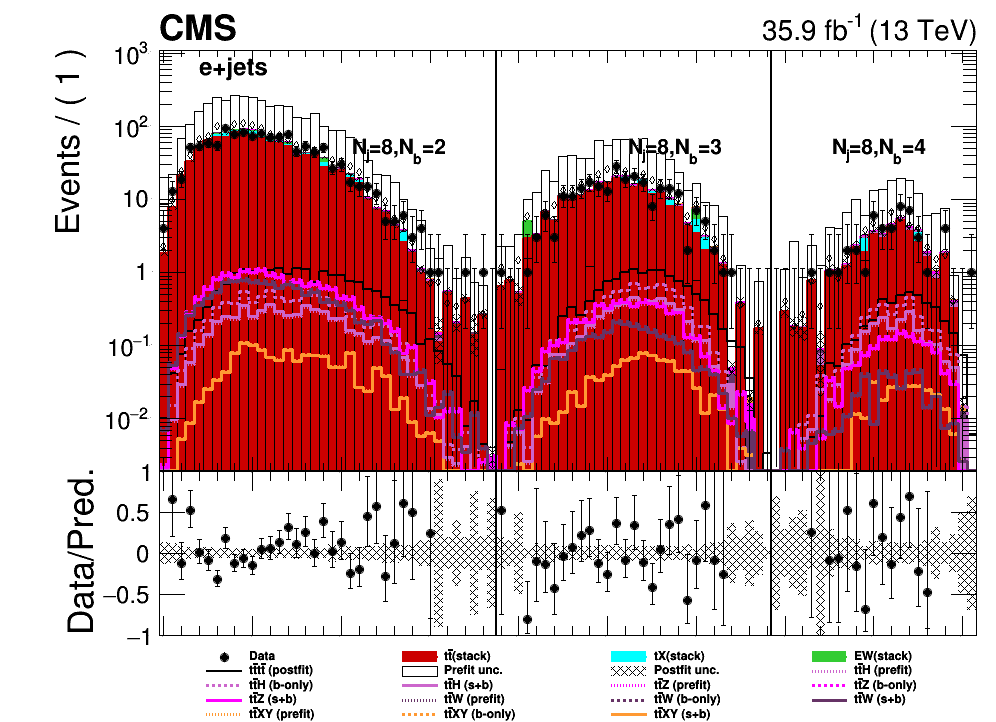 CMS 35.9 fb⁻¹ (13 TeV)
Events / ( 1 )
10³
10²
10
1
10⁻¹
10⁻²
e+jets
Nⱼ=8,N_b=2
Nⱼ=8,N_b=3
Nⱼ=8,N_b=4
Data/Pred.
1
0.5
0
−0.5
−1
Data tt̄(stack) tX(stack) EW(stack)
tt̄tt̄ (postfit) Prefit unc. Postfit unc. tt̄H (prefit)
tt̄H (b-only) tt̄H (s+b) tt̄Z (prefit) tt̄Z (b-only)
tt̄Z (s+b) tt̄W (prefit) tt̄W (b-only) tt̄W (s+b)
tt̄XY (prefit) tt̄XY (b-only) tt̄XY (s+b)